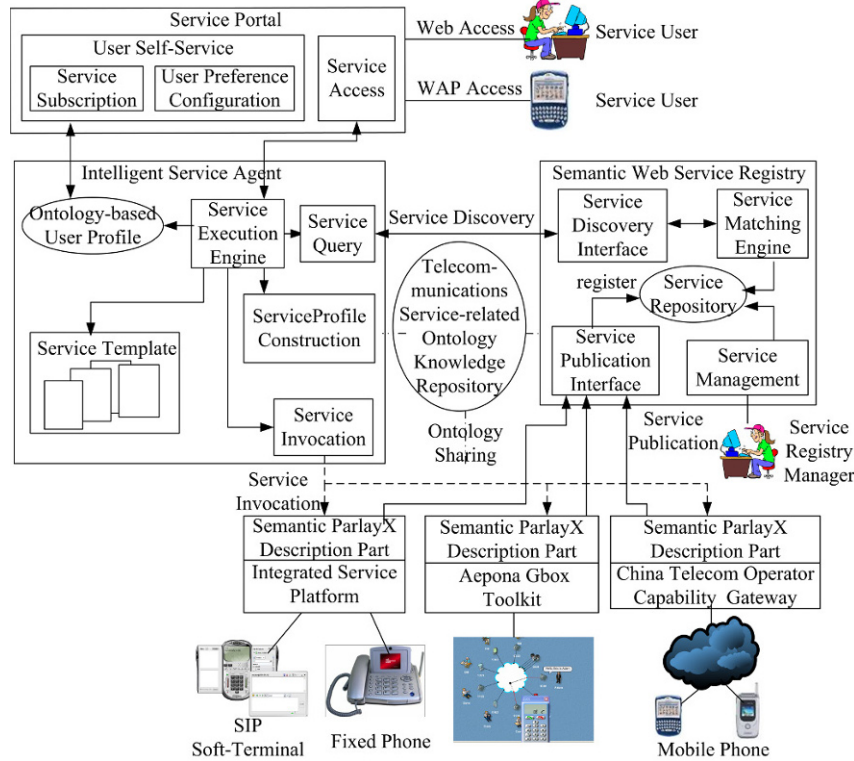 Service Portal
User Self-Service
Service
Subscription
User Preference
Configuration
Service
Access
Web Access
Service User
WAP Access
Service User
Intelligent Service Agent
Ontology-based
User Profile
Service
Execution
Engine
Service
Query
ServiceProfile
Construction
Service Template
Service
Invocation
Service Discovery
Telecom-
munications
Service-related
Ontology
Knowledge
Repository
Ontology
Sharing
Semantic Web Service Registry
Service
Discovery
Interface
Service
Matching
Engine
register
Service
Repository
Service
Publication
Interface
Service
Management
Service
Publication
Service
Registry
Manager
Service
Invocation
Semantic ParlayX
Description Part
Integrated Service
Platform
Semantic ParlayX
Description Part
Aepona Gbox
Toolkit
Semantic ParlayX
Description Part
China Telecom Operator
Capability Gateway
SIP
Soft-Terminal
Fixed Phone
Mobile Phone